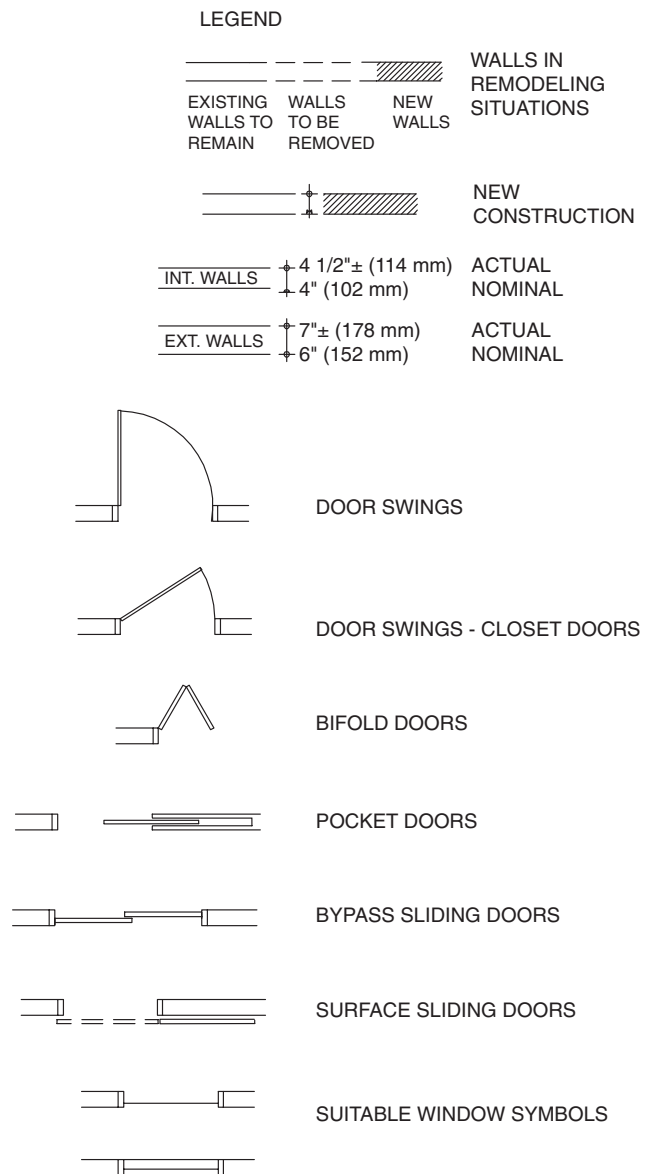 LEGEND
WALLS IN
REMODELING
SITUATIONS
EXISTING
WALLS TO
REMAIN
WALLS
TO BE
REMOVED
NEW
WALLS
NEW
CONSTRUCTION
INT. WALLS
4 1/2"± (114 mm)
ACTUAL
4" (102 mm)
NOMINAL
EXT. WALLS
7"± (178 mm)
ACTUAL
6" (152 mm)
NOMINAL
DOOR SWINGS
DOOR SWINGS - CLOSET DOORS
BIFOLD DOORS
POCKET DOORS
BYPASS SLIDING DOORS
SURFACE SLIDING DOORS
SUITABLE WINDOW SYMBOLS